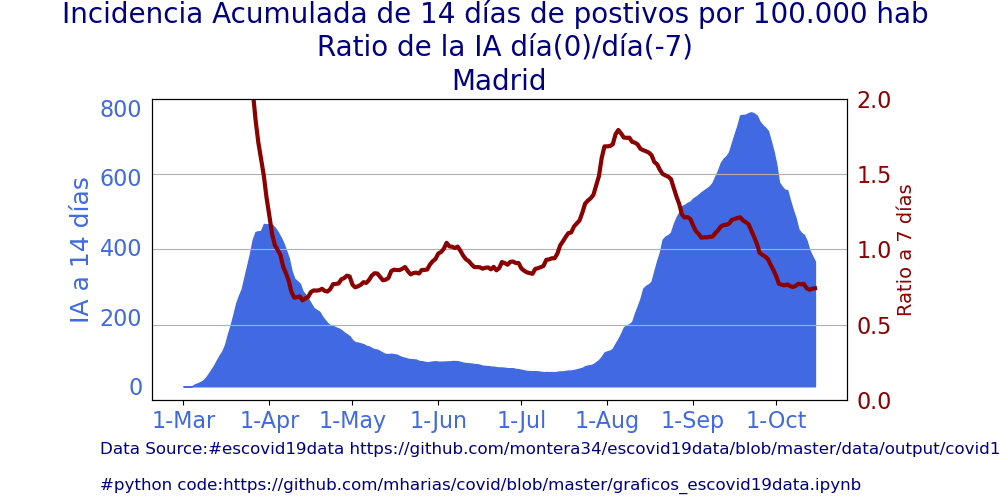 Incidencia Acumulada de 14 días de postivos por 100.000 hab
Ratio de la IA día(0)/día(-7)
Madrid
800
600
400
200
0
IA a 14 días
2.0
1.5
1.0
0.5
0.0
Ratio a 7 días
1-Mar 1-Apr 1-May 1-Jun 1-Jul 1-Aug 1-Sep 1-Oct
Data Source:#escovid19data https://github.com/montera34/escovid19data/blob/master/data/output/covid1
#python code:https://github.com/mharias/covid/blob/master/graficos_escovid19data.ipynb